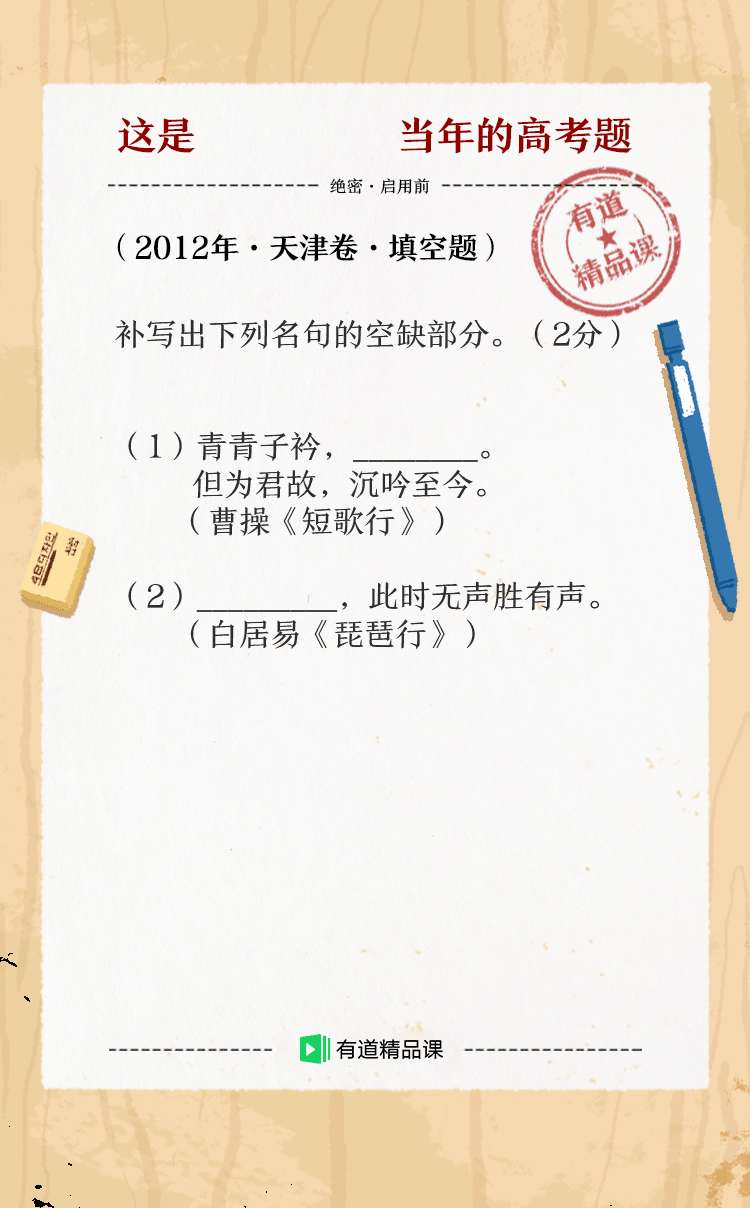 这是 当年的高考题
绝密·启用前
有道
精品课
（2012年·天津卷·填空题）
补写出下列名句的空缺部分。（2分）
（1）青青子衿，________。
但为君故，沉吟至今。
（曹操《短歌行》）
（2）_________，此时无声胜有声。
（白居易《琵琶行》）
有道精品课